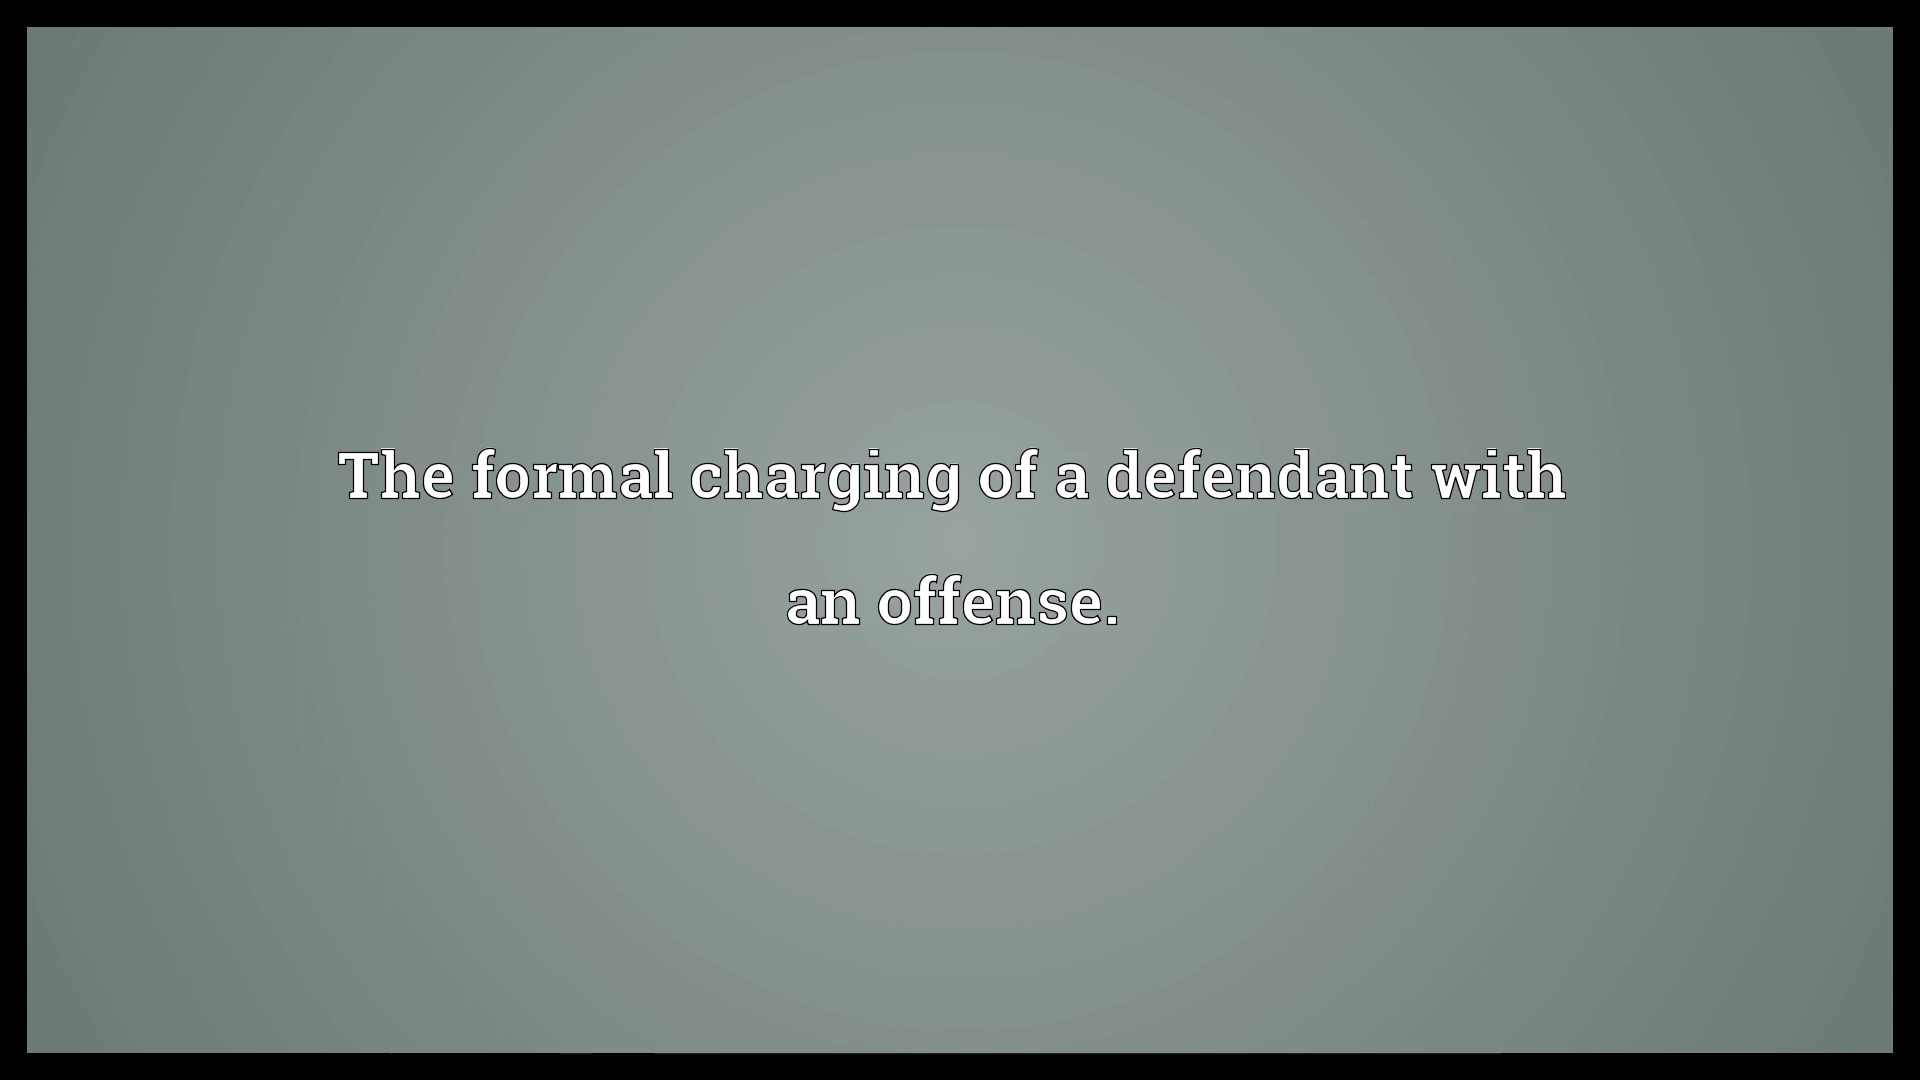 The formal charging of a defendant with
an offense.